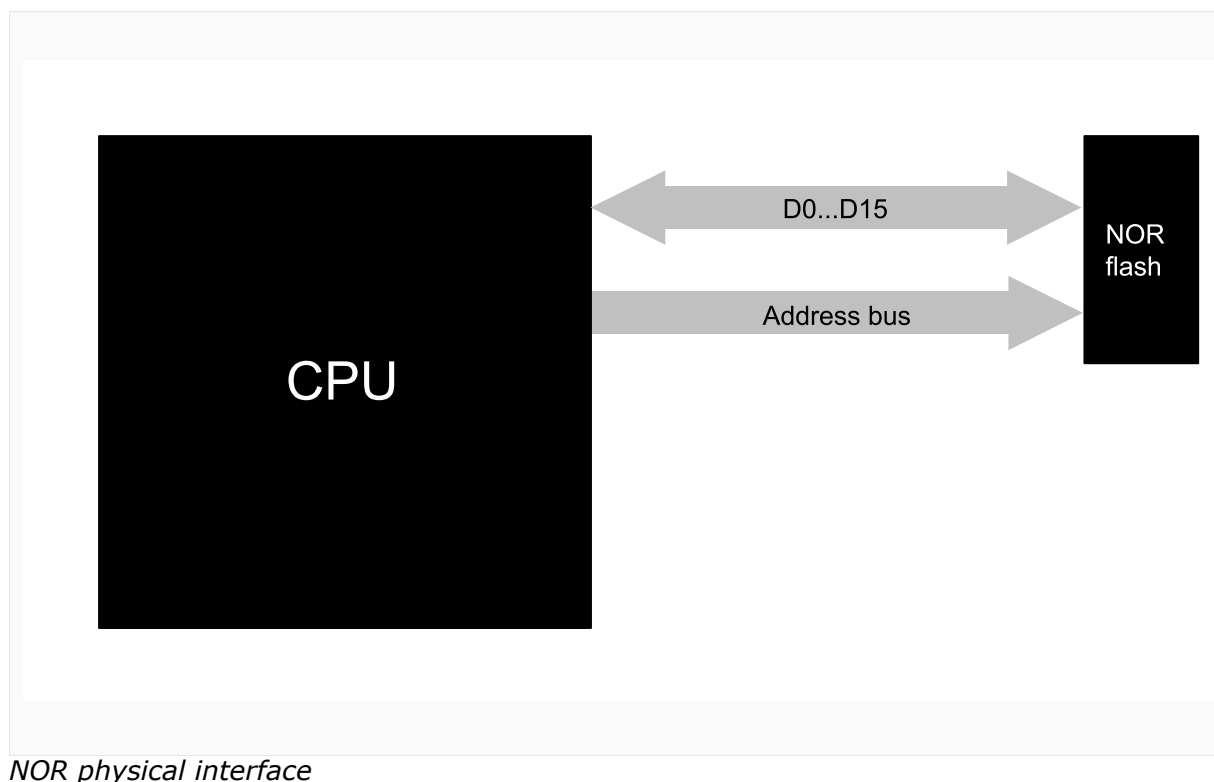 D0...D15
NOR
flash
Address bus
CPU
NOR physical interface